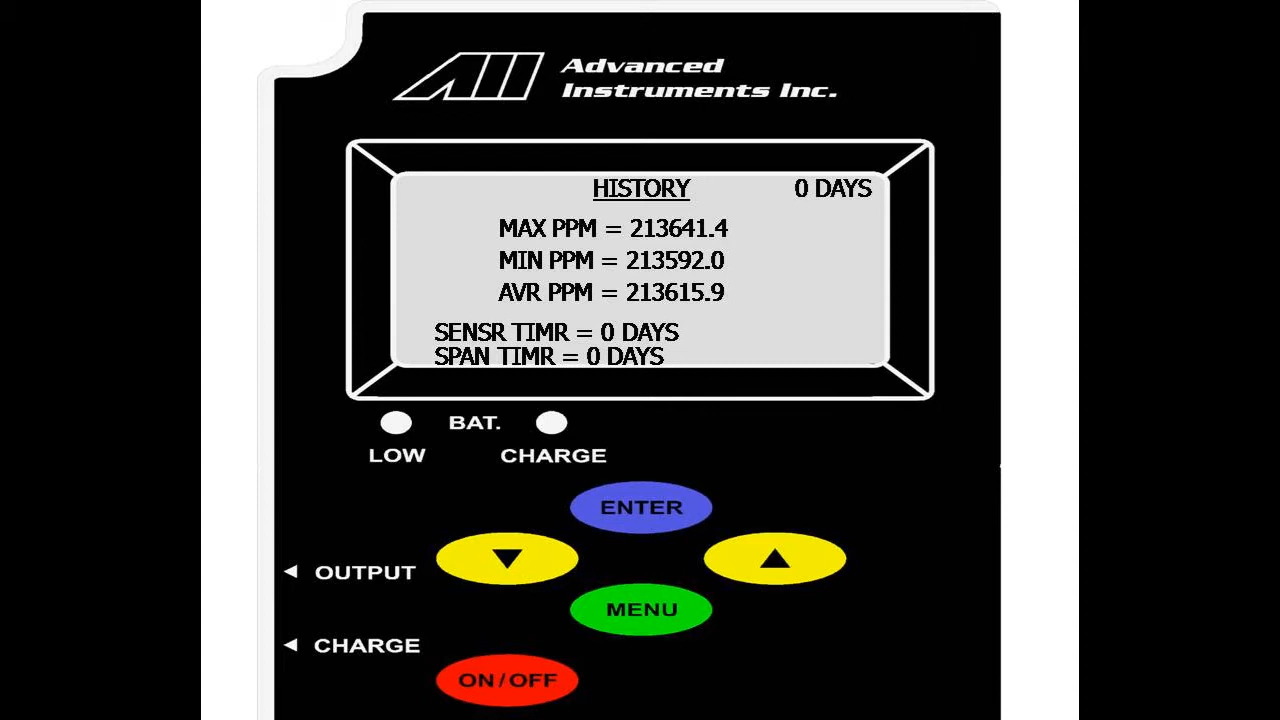 Advanced
Instruments Inc.
HISTORY 0 DAYS
MAX PPM = 213641.4
MIN PPM = 213592.0
AVR PPM = 213615.9
SENSR TIMR = 0 DAYS
SPAN TIMR = 0 DAYS
BAT.
LOW CHARGE
ENTER
▼ ▲
◄ OUTPUT
MENU
◄ CHARGE
ON/OFF